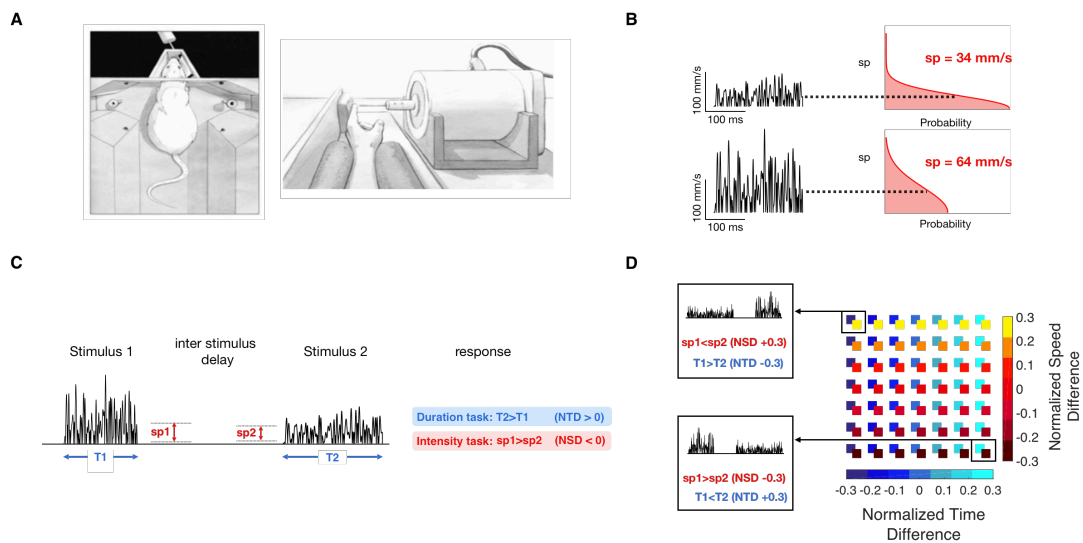 A
B
sp
sp = 34 mm/s
100 mm/s
100 ms
Probability
sp
sp = 64 mm/s
100 mm/s
100 ms
Probability
C
Stimulus 1
inter stimulus
delay
Stimulus 2
response
sp1
sp2
T1
T2
Duration task: T2>T1 (NTD > 0)
Intensity task: sp1>sp2 (NSD < 0)
D
sp1<sp2 (NSD +0.3)
T1>T2 (NTD -0.3)
sp1>sp2 (NSD -0.3)
T1<T2 (NTD +0.3)
0.3
0.2
0.1
0
-0.1
-0.2
-0.3
Normalized Speed
Difference
-0.3 -0.2 -0.1 0 0.1 0.2 0.3
Normalized Time
Difference